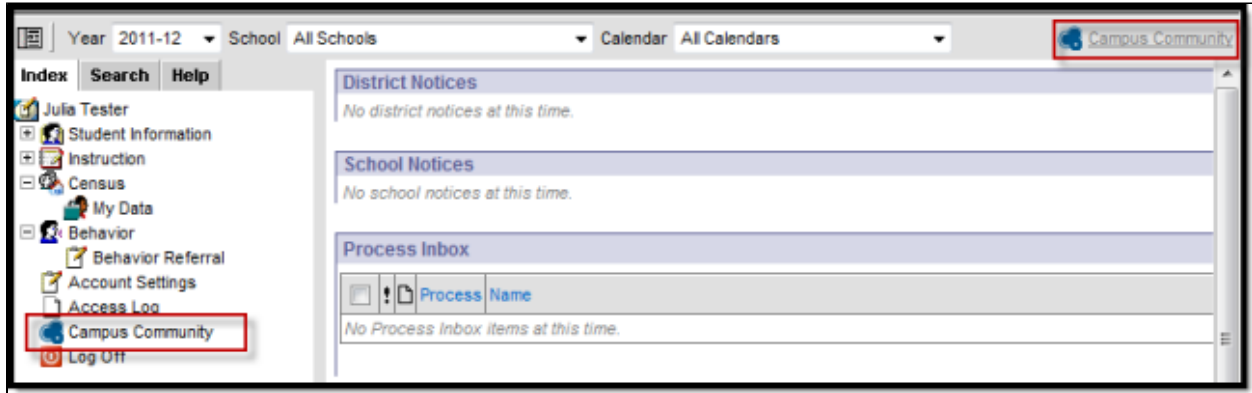 Year 2011-12 School All Schools Calendar All Calendars Campus Community
Index Search Help
Julia Tester
Student Information
Instruction
Census
My Data
Behavior
Behavior Referral
Account Settings
Access Log
Campus Community
Log Off
District Notices
No district notices at this time.
School Notices
No school notices at this time.
Process Inbox
! Process Name
No Process Inbox items at this time.